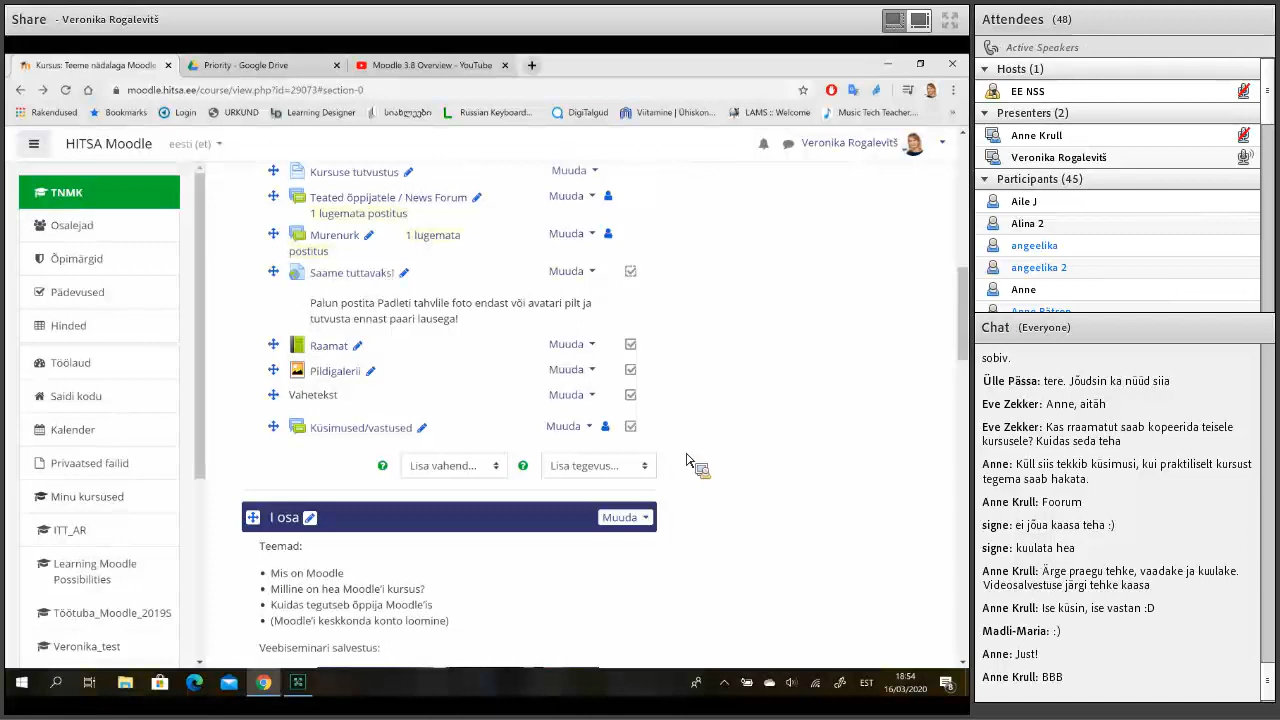 Share - Veronika Rogalevitš
Kursus: Teeme nädalaga Moodle
Priority - Google Drive
Moodle 3.8 Overview - YouTube
moodle.hitsa.ee/course/view.php?id=29073#section-0
Rakendused
Bookmarks
Login
URKUND
Learning Designer
სახელები
Russian Keyboard...
DigiTalgud
Viitamine / Ühiskon...
LAMS :: Welcome
Music Tech Teacher,...
HITSA Moodle
eesti (et)
Veronika Rogalevitš
TNMK
Osalejad
Õpimärgid
Pädevused
Hinded
Töölaud
Saidi kodu
Kalender
Privaatsed failid
Minu kursused
ITT_AR
Learning Moodle
Possibilities
Töötuba_Moodle_2019S
Veronika_test
Kursuse tutvustus
Muuda
Teated õppijatele / News Forum
Muuda
1 lugemata postitus
Murenurk
1 lugemata
Muuda
postitus
Saame tuttavaks!
Muuda
Palun postita Padleti tahvlile foto endast või avatari pilt ja
tutvusta ennast paari lausega!
Raamat
Muuda
Pildigalerii
Muuda
Vahetekst
Muuda
Küsimused/vastused
Muuda
Lisa vahend...
Lisa tegevus...
I osa
Muuda
Teemad:
• Mis on Moodle
• Milline on hea Moodle'i kursus?
• Kuidas tegutseb õppija Moodle'is
• (Moodle'i keskkonda konto loomine)
Veebiseminari salvestus:
EST
18:54
16/03/2020
8
Attendees (48)
Active Speakers
Hosts (1)
EE NSS
Presenters (2)
Anne Krull
Veronika Rogalevitš
Participants (45)
Aile J
Alina 2
angeelika
angeelika 2
Anne
Anne Rätsep
Chat (Everyone)
sobiv.
Ülle Pässa: tere. Jõudsin ka nüüd siia
Eve Zekker: Anne, aitäh
Eve Zekker: Kas rraamatut saab kopeerida teisele
kursusele? Kuidas seda teha
Anne: Küll siis tekkib küsimusi, kui praktiliselt kursust
tegema saab hakata.
Anne Krull: Foorum
signe: ei jõua kaasa teha :)
signe: kuulata hea
Anne Krull: Ärge praegu tehke, vaadake ja kuulake.
Videosalvestuse järgi tehke kaasa
Anne Krull: Ise küsin, ise vastan :D
Madli-Maria: :)
Anne: Just!
Anne Krull: BBB